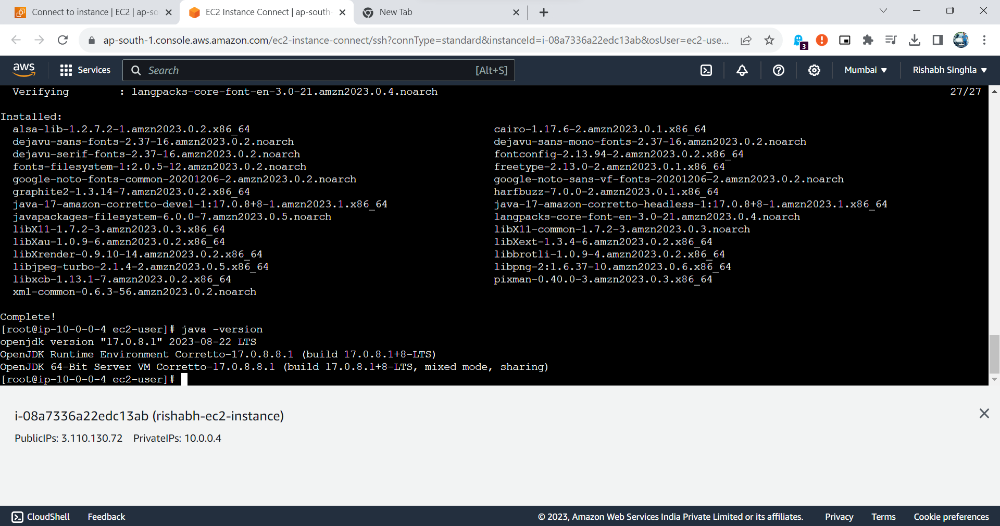 Connect to instance | EC2 | ap-so
EC2 Instance Connect | ap-south-
New Tab
ap-south-1.console.aws.amazon.com/ec2-instance-connect/ssh?connType=standard&instanceId=i-08a7336a22edc13ab&osUser=ec2-use...
3
aws
Services
Search
[Alt+S]
Mumbai
Rishabh Singhla
Verifying : langpacks-core-font-en-3.0-21.amzn2023.0.4.noarch 27/27
Installed:
alsa-lib-1.2.7.2-1.amzn2023.0.2.x86_64 cairo-1.17.6-2.amzn2023.0.1.x86_64
dejavu-sans-fonts-2.37-16.amzn2023.0.2.noarch dejavu-sans-mono-fonts-2.37-16.amzn2023.0.2.noarch
dejavu-serif-fonts-2.37-16.amzn2023.0.2.noarch fontconfig-2.13.94-2.amzn2023.0.2.x86_64
fonts-filesystem-1:2.0.5-12.amzn2023.0.2.noarch freetype-2.13.0-2.amzn2023.0.1.x86_64
google-noto-fonts-common-20201206-2.amzn2023.0.2.noarch google-noto-sans-vf-fonts-20201206-2.amzn2023.0.2.noarch
graphite2-1.3.14-7.amzn2023.0.2.x86_64 harfbuzz-7.0.0-2.amzn2023.0.1.x86_64
java-17-amazon-corretto-devel-1:17.0.8+8-1.amzn2023.1.x86_64 java-17-amazon-corretto-headless-1:17.0.8+8-1.amzn2023.1.x86_64
javapackages-filesystem-6.0.0-7.amzn2023.0.5.noarch langpacks-core-font-en-3.0-21.amzn2023.0.4.noarch
libX11-1.7.2-3.amzn2023.0.3.x86_64 libX11-common-1.7.2-3.amzn2023.0.3.noarch
libXau-1.0.9-6.amzn2023.0.2.x86_64 libXext-1.3.4-6.amzn2023.0.2.x86_64
libXrender-0.9.10-14.amzn2023.0.2.x86_64 libbrotli-1.0.9-4.amzn2023.0.2.x86_64
libjpeg-turbo-2.1.4-2.amzn2023.0.5.x86_64 libpng-2:1.6.37-10.amzn2023.0.6.x86_64
libxcb-1.13.1-7.amzn2023.0.2.x86_64 pixman-0.40.0-3.amzn2023.0.3.x86_64
xml-common-0.6.3-56.amzn2023.0.2.noarch
Complete!
[root@ip-10-0-0-4 ec2-user]# java -version
openjdk version "17.0.8.1" 2023-08-22 LTS
OpenJDK Runtime Environment Corretto-17.0.8.8.1 (build 17.0.8.1+8-LTS)
OpenJDK 64-Bit Server VM Corretto-17.0.8.8.1 (build 17.0.8.1+8-LTS, mixed mode, sharing)
[root@ip-10-0-0-4 ec2-user]#
i-08a7336a22edc13ab (rishabh-ec2-instance)
PublicIPs: 3.110.130.72 PrivateIPs: 10.0.0.4
CloudShell
Feedback
© 2023, Amazon Web Services India Private Limited or its affiliates.
Privacy
Terms
Cookie preferences